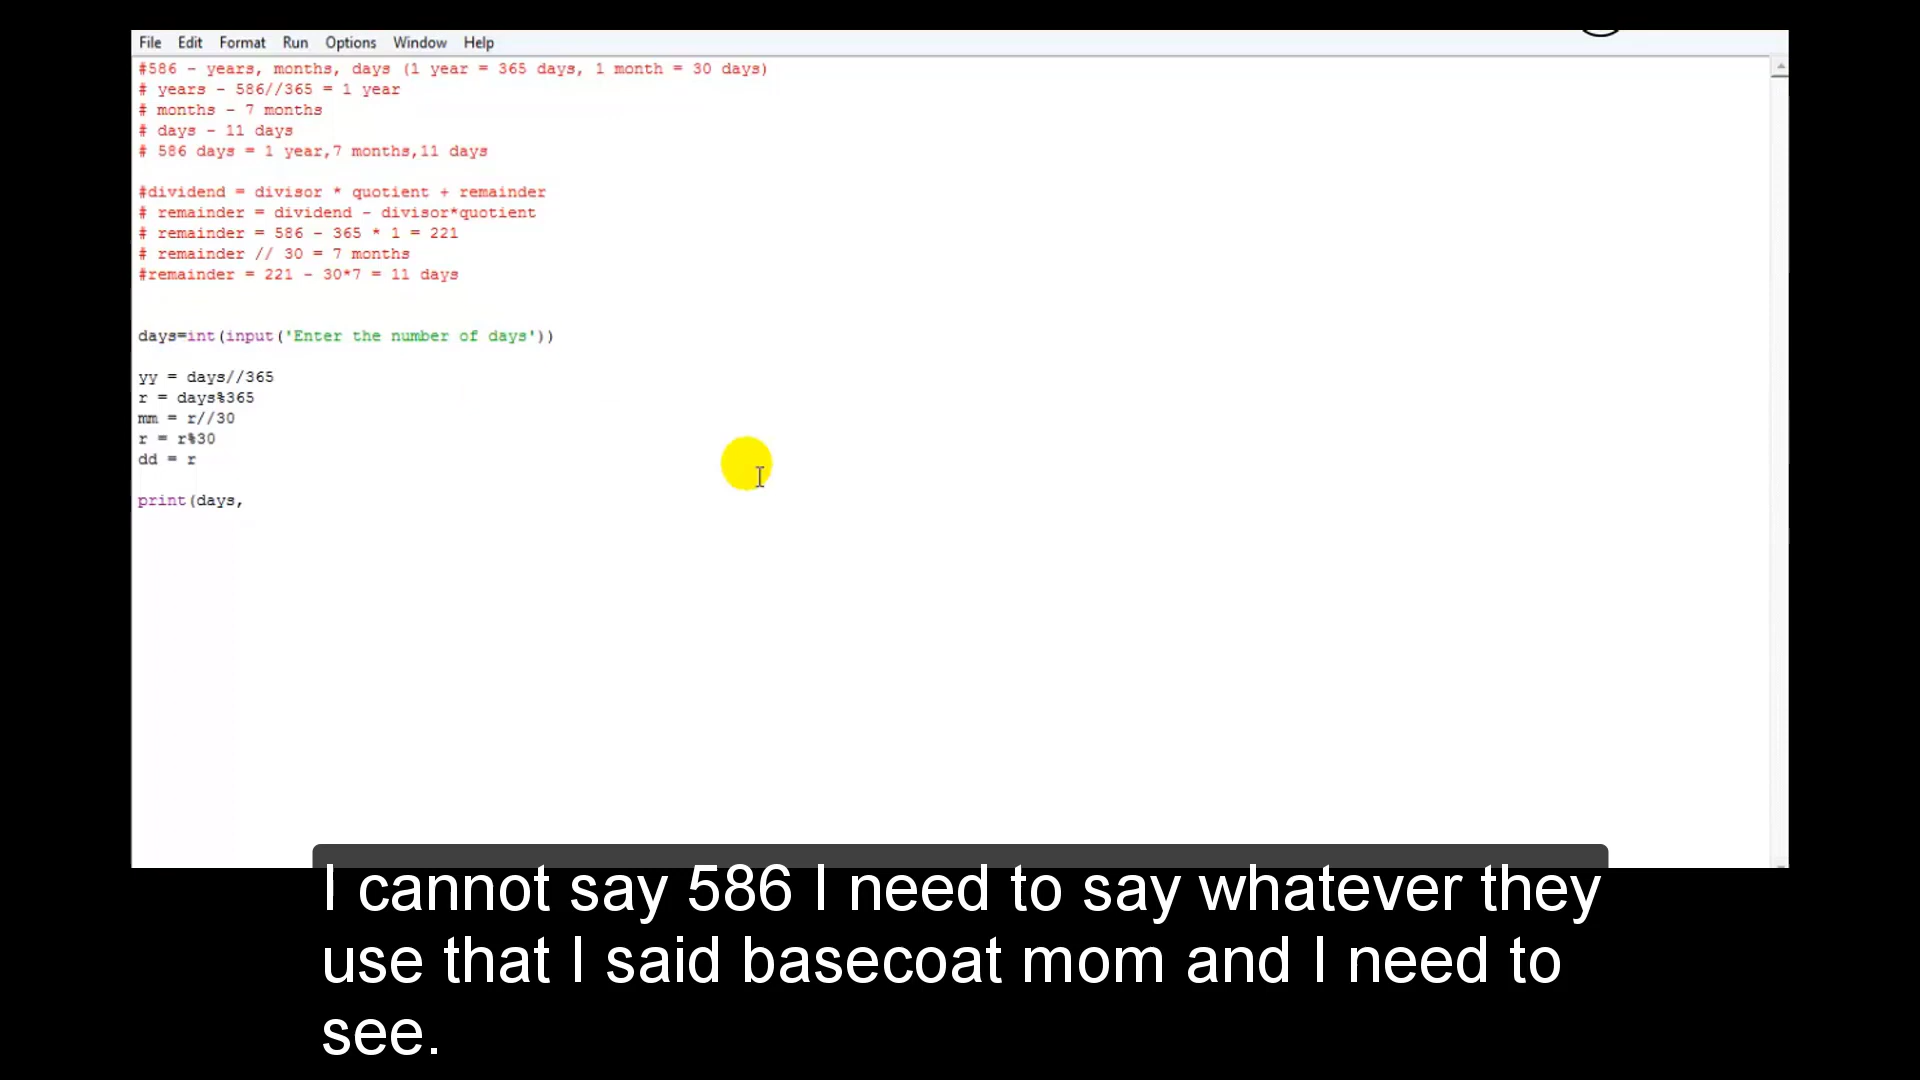 File Edit Format Run Options Window Help
#586 - years, months, days (1 year = 365 days, 1 month = 30 days)
# years - 586//365 = 1 year
# months - 7 months
# days - 11 days
# 586 days = 1 year,7 months,11 days
#dividend = divisor * quotient + remainder
# remainder = dividend - divisor*quotient
# remainder = 586 - 365 * 1 = 221
# remainder // 30 = 7 months
#remainder = 221 - 30*7 = 11 days
days=int(input('Enter the number of days'))
yy = days//365
r = days%365
mm = r//30
r = r%30
dd = r
print(days,
I cannot say 586 I need to say whatever they
use that I said basecoat mom and I need to
see.